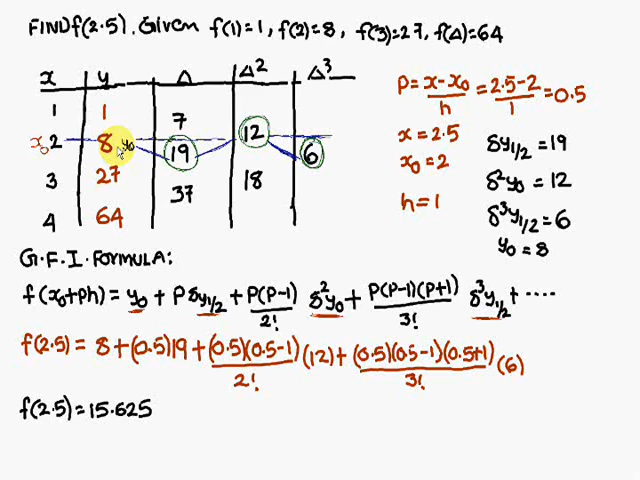 FIND f(2.5). Given f(1)=1, f(2)=8, f(3)=27, f(Δ)=64
x y Δ Δ² Δ³
1 1
7
x₀ 2 8 y₀ 12
19 6
3 27 18
37
4 64
P = x-x₀/h = 2.5-2/1 = 0.5
x = 2.5
x₀ = 2
h = 1
δy₁/₂ = 19
δ²y₀ = 12
δ³y₁/₂ = 6
y₀ = 8
G.F.I. FORMULA:
f(x₀+ph) = y₀ + P δy₁/₂ + P(P-1)/2! δ²y₀ + P(P-1)(P+1)/3! δ³y₁/₂ + ....
f(2.5) = 8+(0.5)19+(0.5)(0.5-1)/2! (12)+(0.5)(0.5-1)(0.5+1)/3! (6)
f(2.5) = 15.625